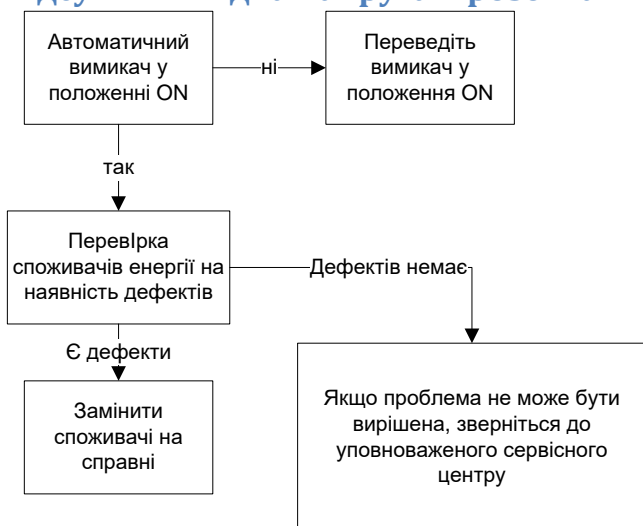 Автоматичний
вимикач у
положенні ON
ні
Переведіть
вимикач у
положення ON
так
ПеревІрка
споживачів енергії на
наявність дефектів
Дефектів немає
Є дефекти
Замінити
споживачі на
справні
Якщо проблема не може бути
вирішена, зверніться до
уповноваженого сервісного
центру